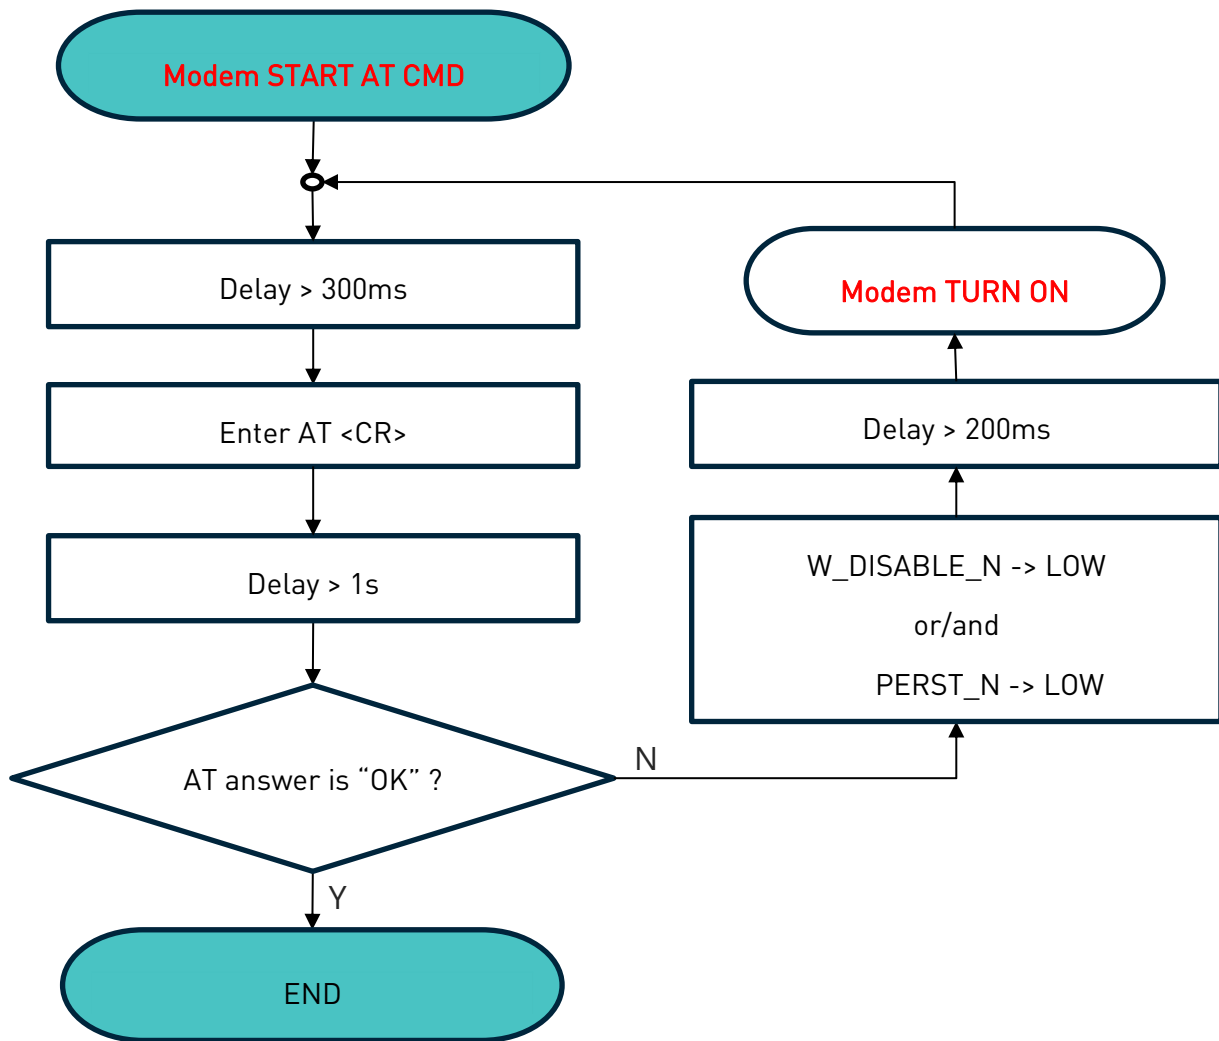 Modem START AT CMD
Delay > 300ms
Enter AT <CR>
Delay > 1s
AT answer is “OK” ?
N
Y
END
W_DISABLE_N -> LOW
or/and
PERST_N -> LOW
Delay > 200ms
Modem TURN ON